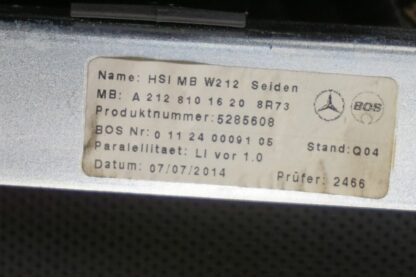 Name: HSI MB W212 Seiden
MB: A 212 810 16 20 8R73
Produktnummer: 5285608
BOS
BOS Nr: 0 11 24 00091 05
Stand: Q04
Paralellitaet: LI vor 1.0
Datum: 07/07/2014
Prüfer: 2466